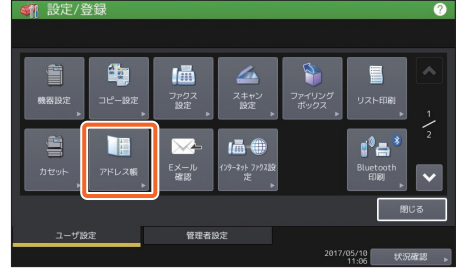 設定/登録
?
機器設定
コピー設定
ファクス
設定
スキャン
設定
ファイリング
ボックス
リスト印刷
1
2
カセット
アドレス帳
Eメール
確認
インターネット ファクス設
定
Bluetooth
印刷
閉じる
ユーザ設定
管理者設定
2017/05/10
11:06
状況確認